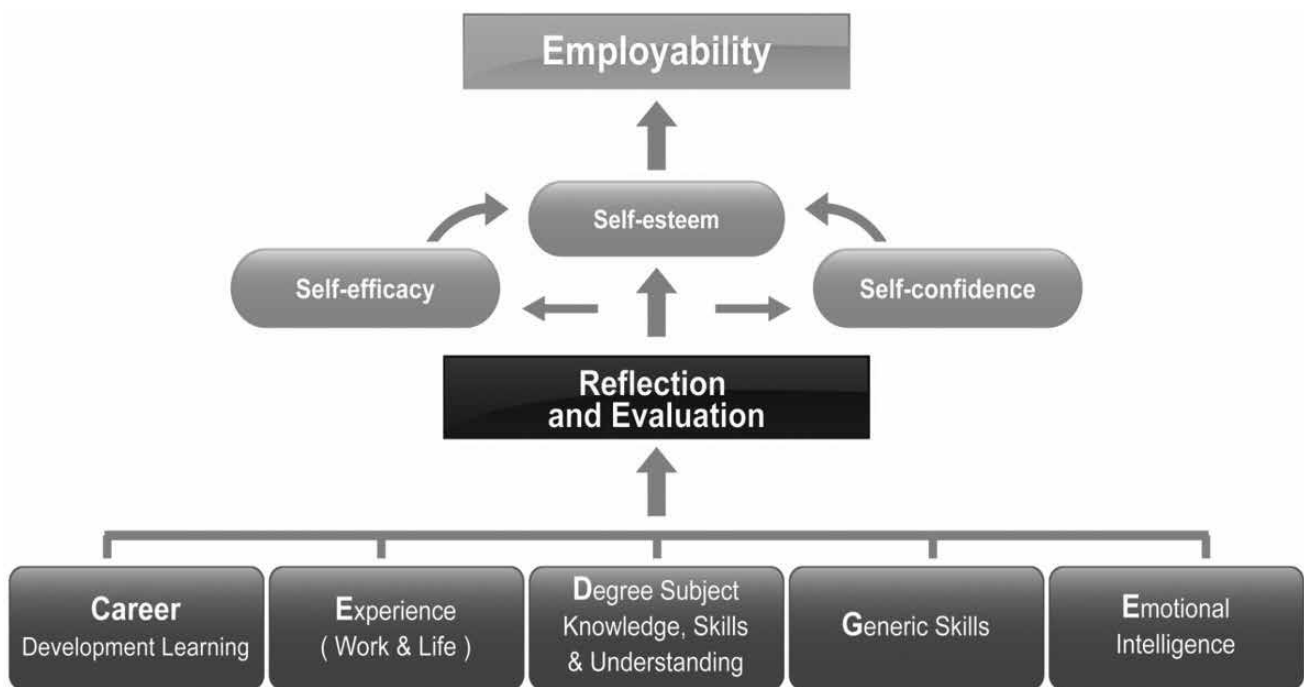 Employability
Self-esteem
Self-efficacy
Self-confidence
Reflection
and Evaluation
Career
Development Learning
Experience
( Work & Life )
Degree Subject
Knowledge, Skills
& Understanding
Generic Skills
Emotional
Intelligence